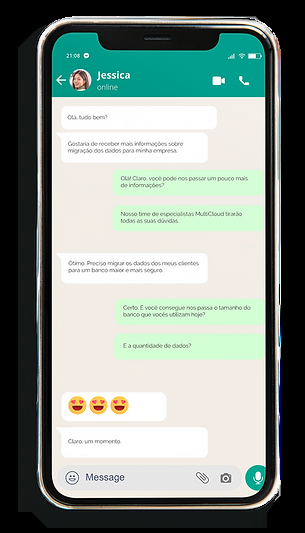 21:08
Jessica
online
Olá, tudo bem?
Gostaria de receber mais informações sobre
migração dos dados para minha empresa.
Olá! Claro, você pode nos passar um pouco mais
de informações?
Nosso time de especialistas MultiCloud tirarão
todas as suas dúvidas.
Ótimo. Preciso migrar os dados dos meus clientes
para um banco maior e mais seguro.
Certo. E você consegue nos passa o tamanho do
banco que vocês utilizam hoje?
E a quantidade de dados?
Claro, um momento.
Message